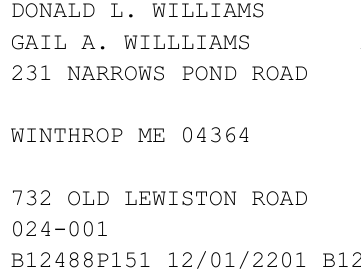 DONALD L. WILLIAMS
GAIL A. WILLLIAMS
231 NARROWS POND ROAD
WINTHROP ME 04364
732 OLD LEWISTON ROAD
024-001
B12488P151 12/01/2201 B12